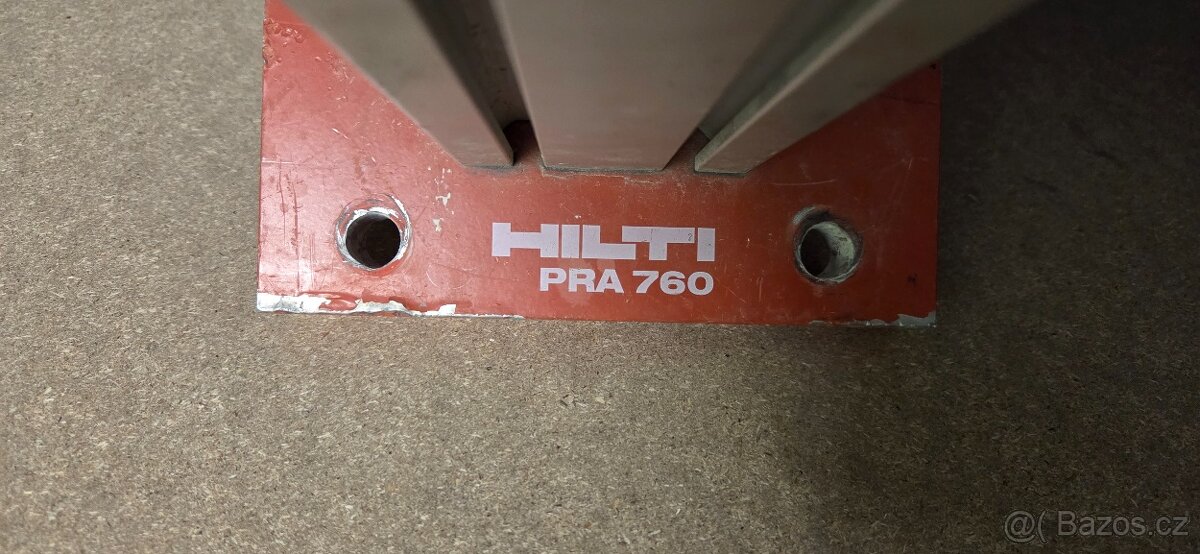 HILTI
PRA 760
@( Bazos.cz